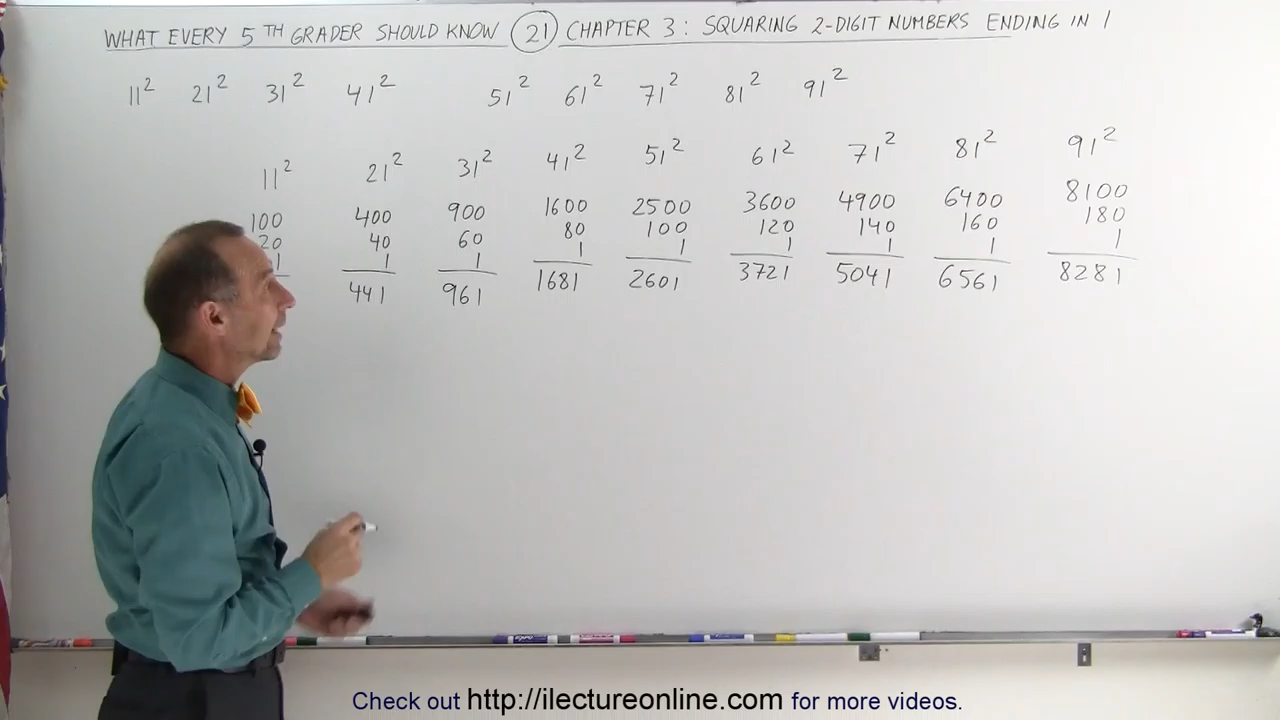 WHAT EVERY 5TH GRADER SHOULD KNOW 21 CHAPTER 3: SQUARING 2-DIGIT NUMBERS ENDING IN 1
11² 21² 31² 41² 51² 61² 71² 81² 91²
11² 21² 31² 41² 51² 61² 71² 81² 91²
100 400 900 1600 2500 3600 4900 6400 8100
20 40 60 80 100 120 140 160 180
1 1 1 1 1 1 1 1 1
441 961 1681 2601 3721 5041 6561 8281
Check out http://ilectureonline.com for more videos.